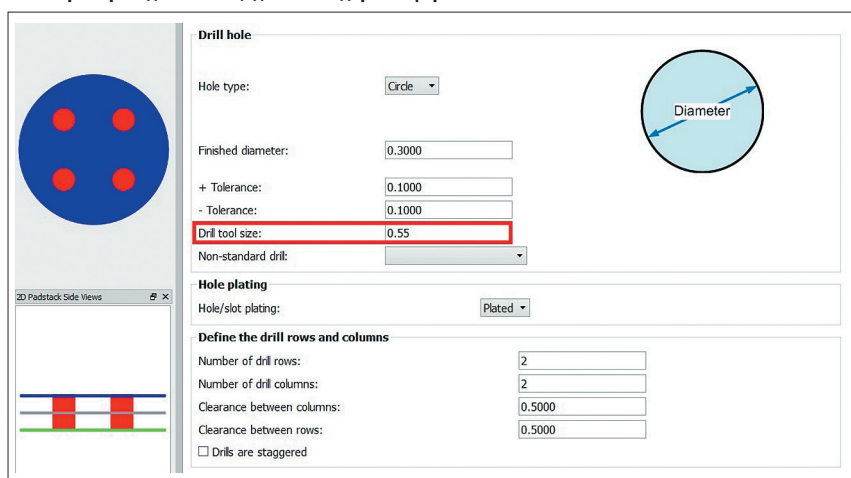 Drill hole
Hole type: Circle
Diameter
Finished diameter: 0.3000
+ Tolerance: 0.1000
- Tolerance: 0.1000
Drill tool size: 0.55
Non-standard drill:
2D Padstack Side Views
Hole plating
Hole/slot plating: Plated
Define the drill rows and columns
Number of drill rows: 2
Number of drill columns: 2
Clearance between columns: 0.5000
Clearance between rows: 0.5000
Drills are staggered